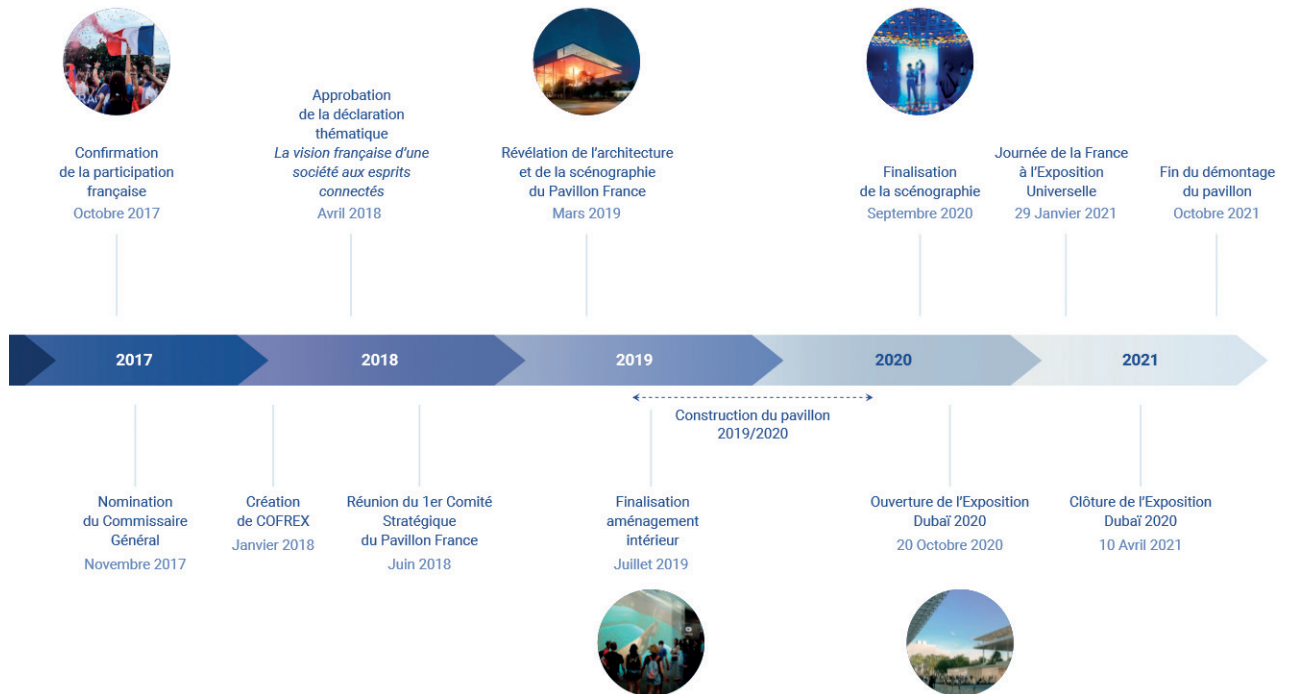 Confirmation
de la participation
française
Octobre 2017
Approbation
de la déclaration
thématique
La vision française d'une
société aux esprits
connectés
Avril 2018
Révélation de l'architecture
et de la scénographie
du Pavillon France
Mars 2019
Finalisation
de la scénographie
Septembre 2020
Journée de la France
à l'Exposition
Universelle
29 Janvier 2021
Fin du démontage
du pavillon
Octobre 2021
2017
2018
2019
2020
2021
Construction du pavillon
2019/2020
Nomination
du Commissaire
Général
Novembre 2017
Création
de COFREX
Janvier 2018
Réunion du 1er Comité
Stratégique
du Pavillon France
Juin 2018
Finalisation
aménagement
intérieur
Juillet 2019
Ouverture de l'Exposition
Dubaï 2020
20 Octobre 2020
Clôture de l'Exposition
Dubaï 2020
10 Avril 2021